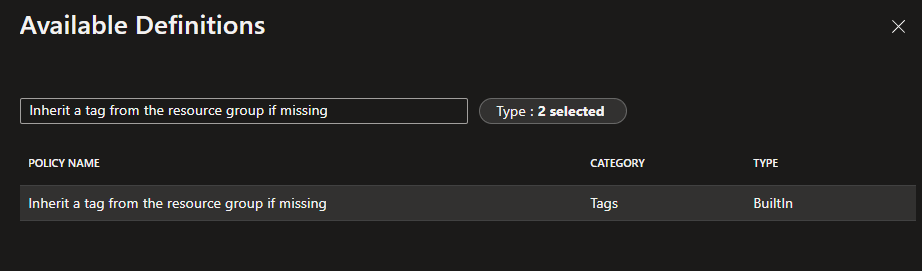 Available Definitions
Inherit a tag from the resource group if missing
Type : 2 selected
POLICY NAME CATEGORY TYPE
Inherit a tag from the resource group if missing Tags BuiltIn